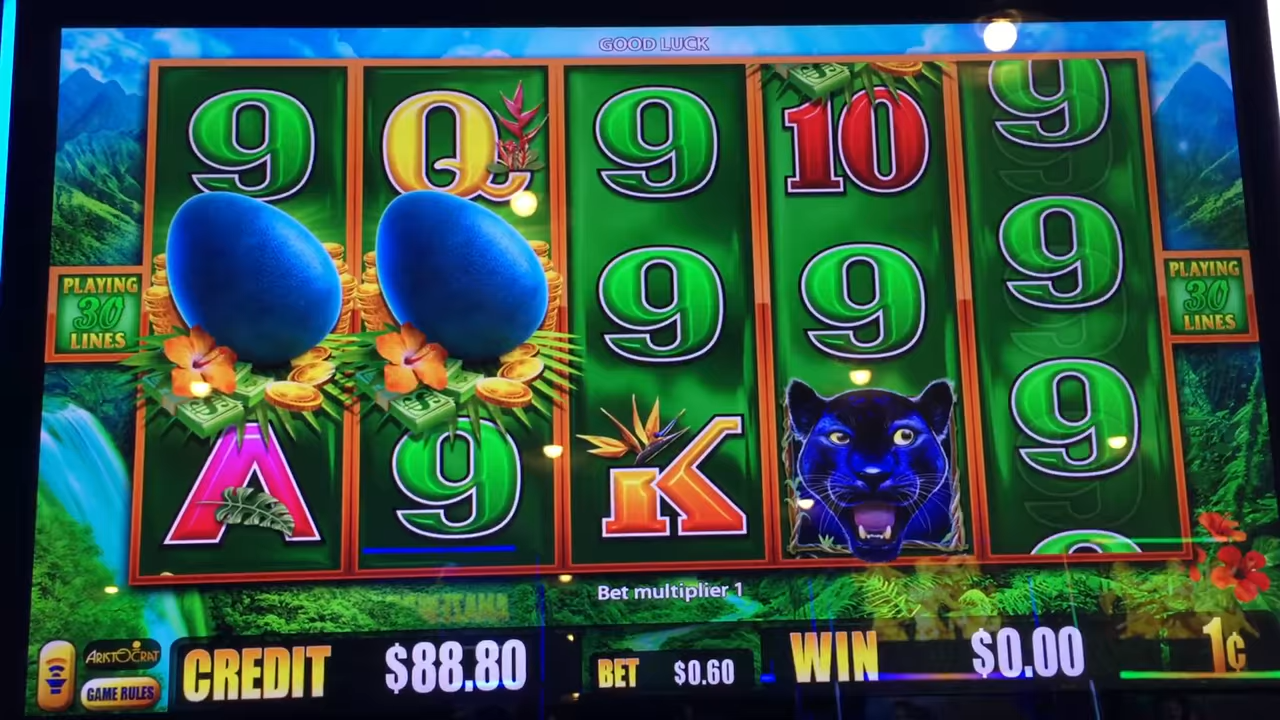 GOOD LUCK
9 Q 9 10 9
PLAYING
30
LINES
9 9 9
PLAYING
30
LINES
A 9 K 9
9
Bet multiplier 1
ARISTOCRAT
GAME RULES
CREDIT $88.80
BET $0.60
WIN $0.00
1¢